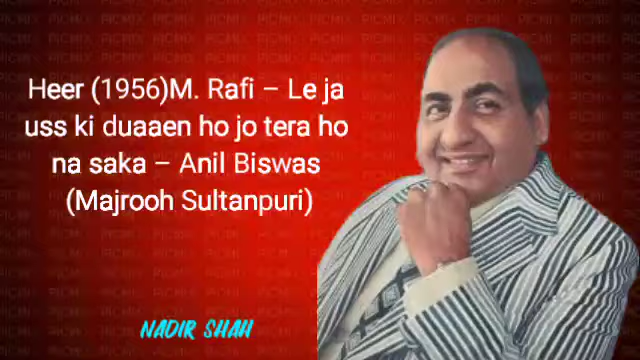 Heer (1956)M. Rafi – Le ja
uss ki duaaen ho jo tera ho
na saka – Anil Biswas
(Majrooh Sultanpuri)
NADIR SHAH